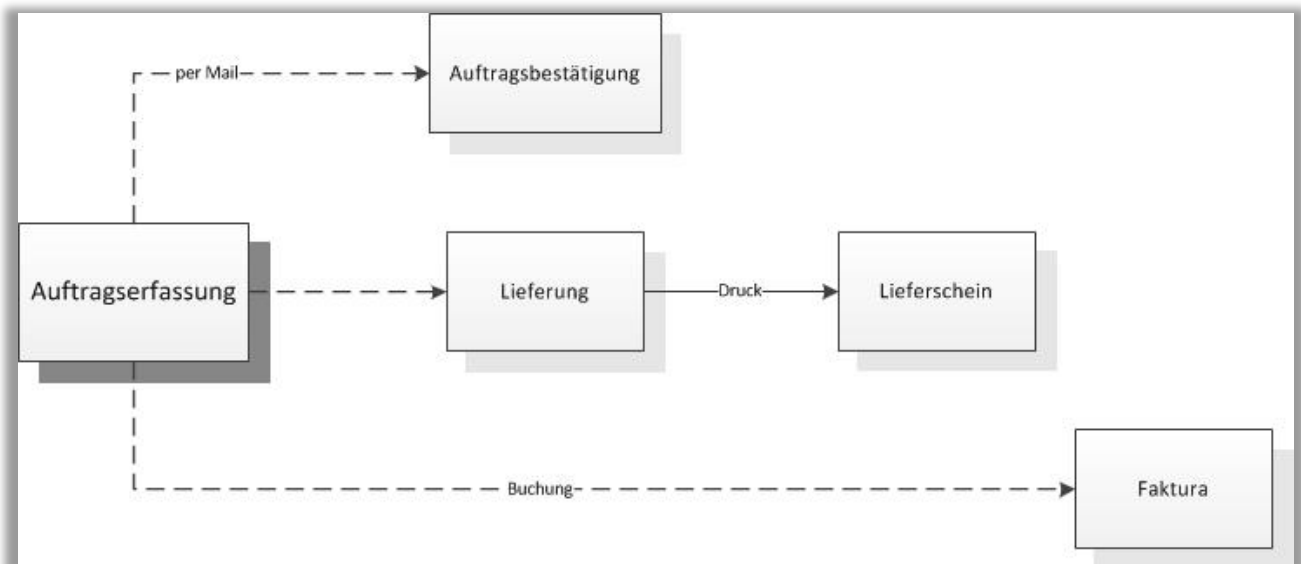 per Mail
Auftragsbestätigung
Auftragserfassung
Lieferung
Druck
Lieferschein
Buchung
Faktura